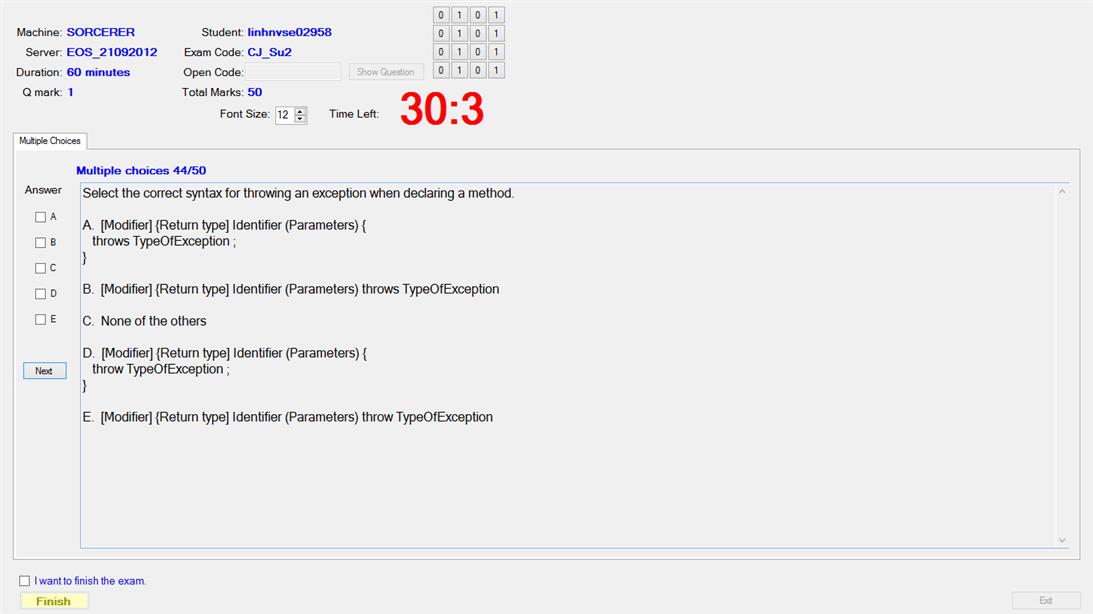 Machine: SORCERER Student: linhnvse02958
0 1 0 1
0 1 0 1
0 1 0 1
0 1 0 1
Server: EOS_21092012 Exam Code: CJ_Su2
Duration: 60 minutes Open Code: Show Question
Q mark: 1 Total Marks: 50
Font Size: 12 Time Left: 30:3
Multiple Choices
Multiple choices 44/50
Answer
A
B
C
D
E
Next
Select the correct syntax for throwing an exception when declaring a method.
A. [Modifier] {Return type] Identifier (Parameters) {
throws TypeOfException ;
}
B. [Modifier] {Return type] Identifier (Parameters) throws TypeOfException
C. None of the others
D. [Modifier] {Return type] Identifier (Parameters) {
throw TypeOfException ;
}
E. [Modifier] {Return type] Identifier (Parameters) throw TypeOfException
I want to finish the exam.
Finish Exit